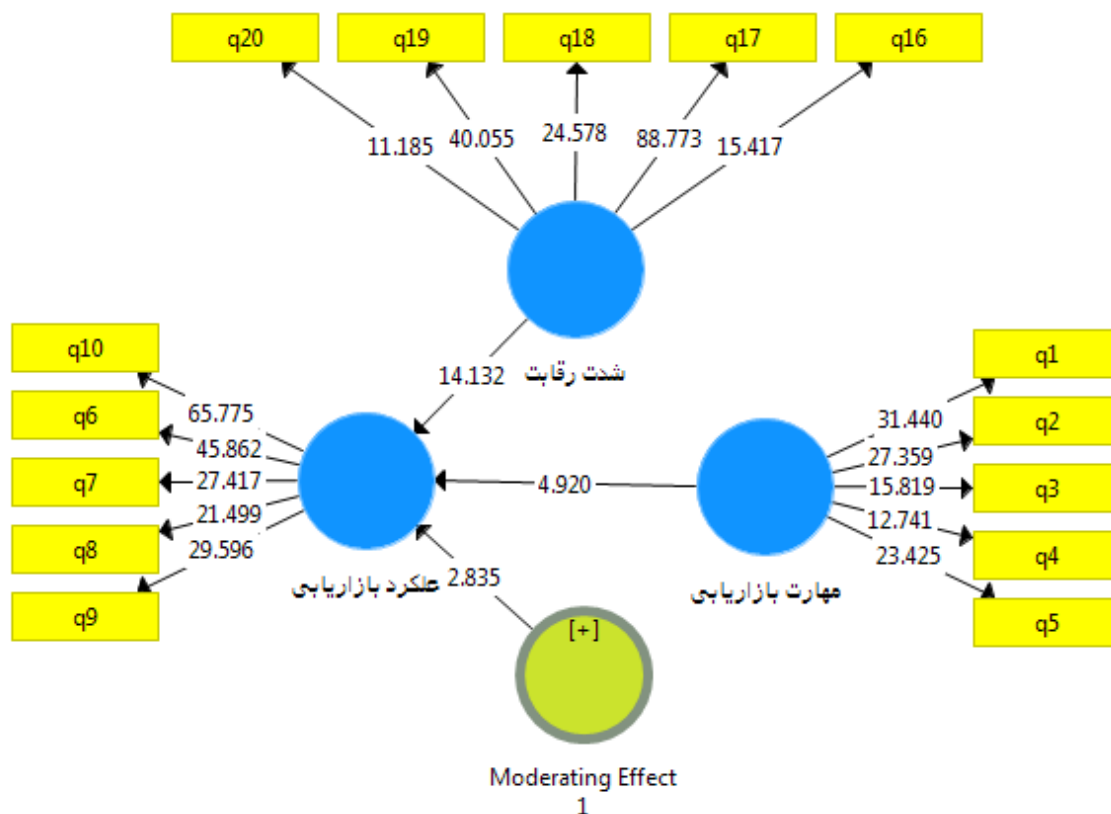 q20 q19 q18 q17 q16
11.185 40.055 24.578 88.773 15.417
شدت رقابت
14.132
q10
q6
q7
q8
q9
65.775
45.862
27.417
21.499
29.596
علکرد بازاریابی
4.920
2.835
مهارت بازاریابی
31.440
27.359
15.819
12.741
23.425
q1
q2
q3
q4
q5
[+]
Moderating Effect
1